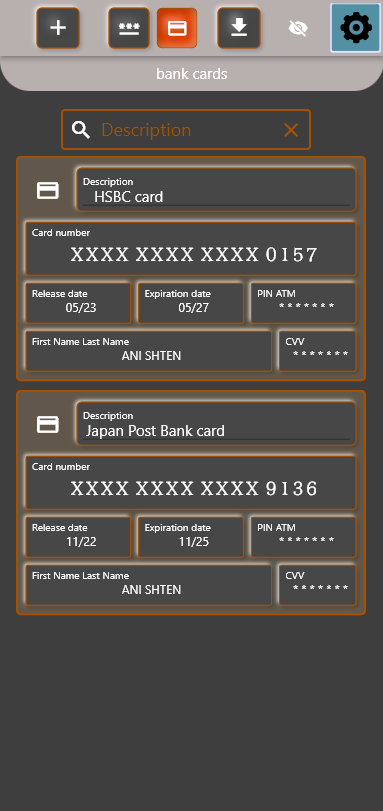 ***
bank cards
Description
Description
HSBC card
Card number
XXXX XXXX XXXX 0157
Release date Expiration date PIN ATM
05/23 05/27 *******
First Name Last Name CVV
ANI SHTEN *******
Description
Japan Post Bank card
Card number
XXXX XXXX XXXX 9136
Release date Expiration date PIN ATM
11/22 11/25 *******
First Name Last Name CVV
ANI SHTEN *******